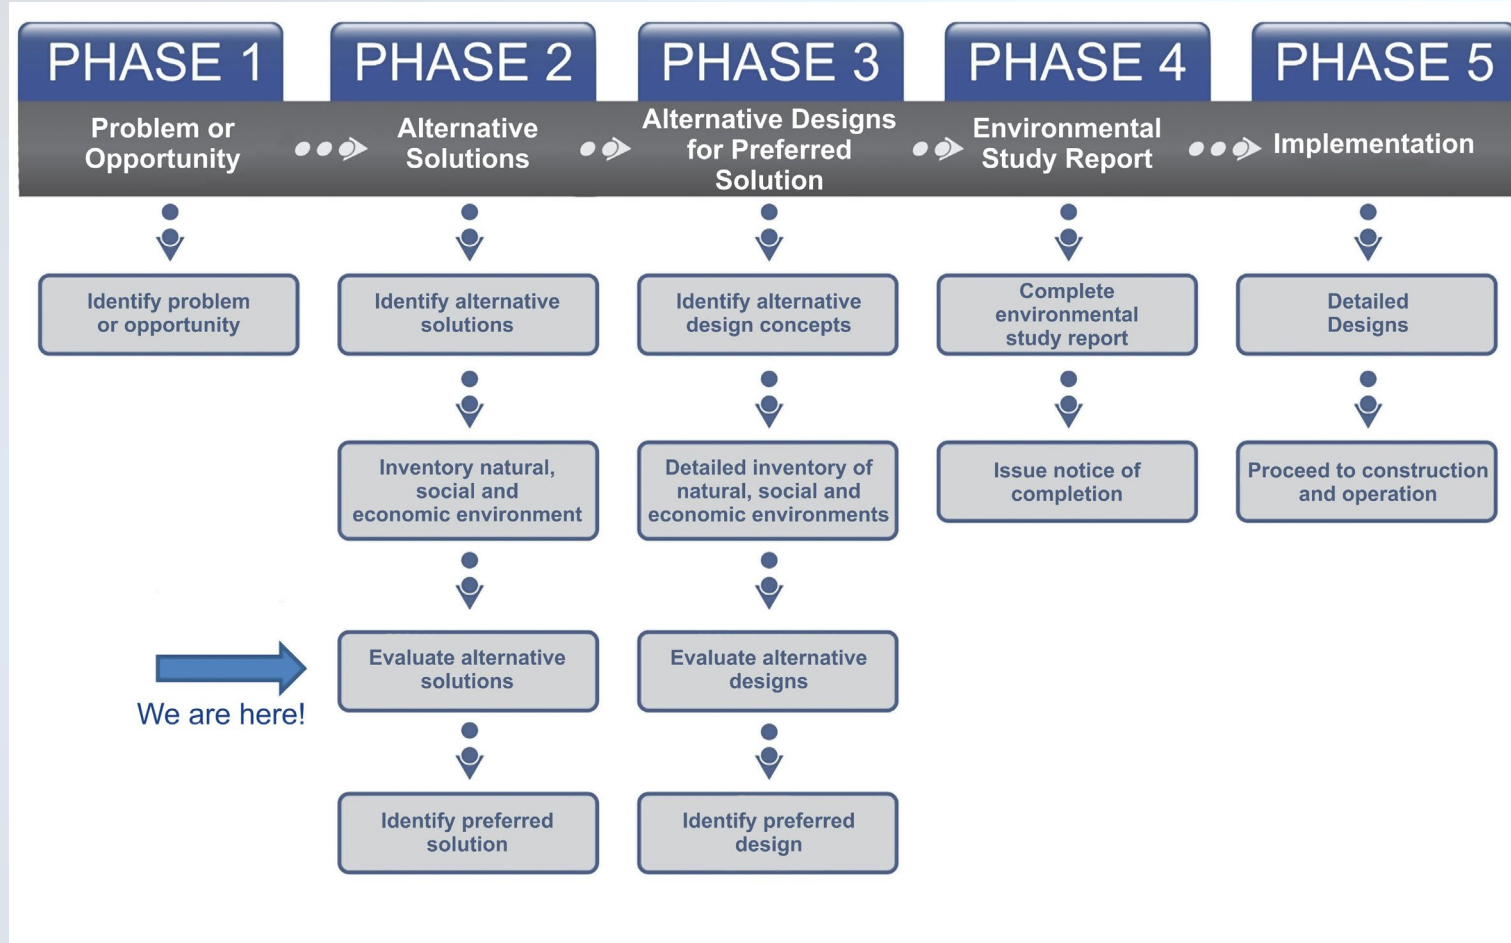 PHASE 1
PHASE 2
PHASE 3
PHASE 4
PHASE 5
Problem or
Opportunity
Alternative
Solutions
Alternative Designs
for Preferred
Solution
Environmental
Study Report
Implementation
Identify problem
or opportunity
Identify alternative
solutions
Inventory natural,
social and
economic environment
We are here!
Evaluate alternative
solutions
Identify preferred
solution
Identify alternative
design concepts
Detailed inventory of
natural, social and
economic environments
Evaluate alternative
designs
Identify preferred
design
Complete
environmental
study report
Issue notice of
completion
Detailed
Designs
Proceed to construction
and operation